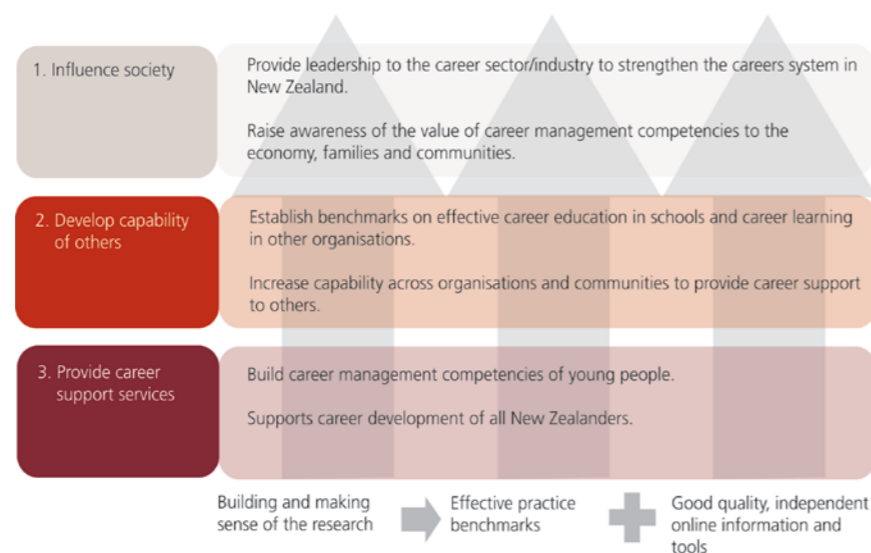 1. Influence society
Provide leadership to the career sector/industry to strengthen the careers system in
New Zealand.
Raise awareness of the value of career management competencies to the
economy, families and communities.
2. Develop capability
of others
Establish benchmarks on effective career education in schools and career learning
in other organisations.
Increase capability across organisations and communities to provide career support
to others.
3. Provide career
support services
Build career management competencies of young people.
Supports career development of all New Zealanders.
Building and making
sense of the research
Effective practice
benchmarks
Good quality, independent
online information and
tools